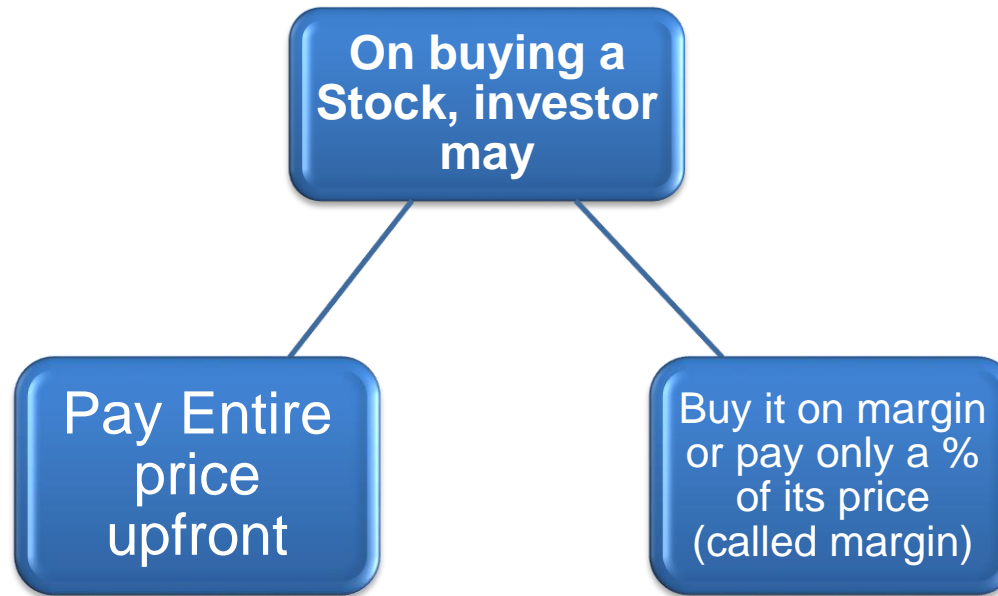 On buying a
Stock, investor
may
Pay Entire
price
upfront
Buy it on margin
or pay only a %
of its price
(called margin)